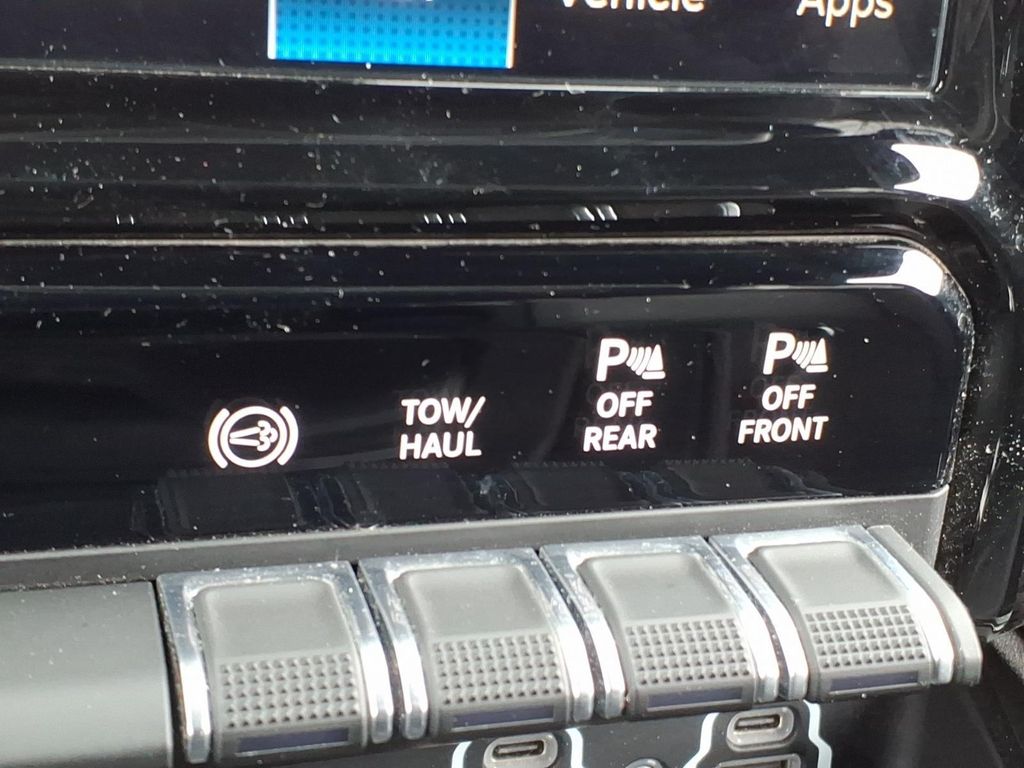 Vehicle
Apps
TOW/
HAUL
P
OFF
REAR
P
OFF
FRONT